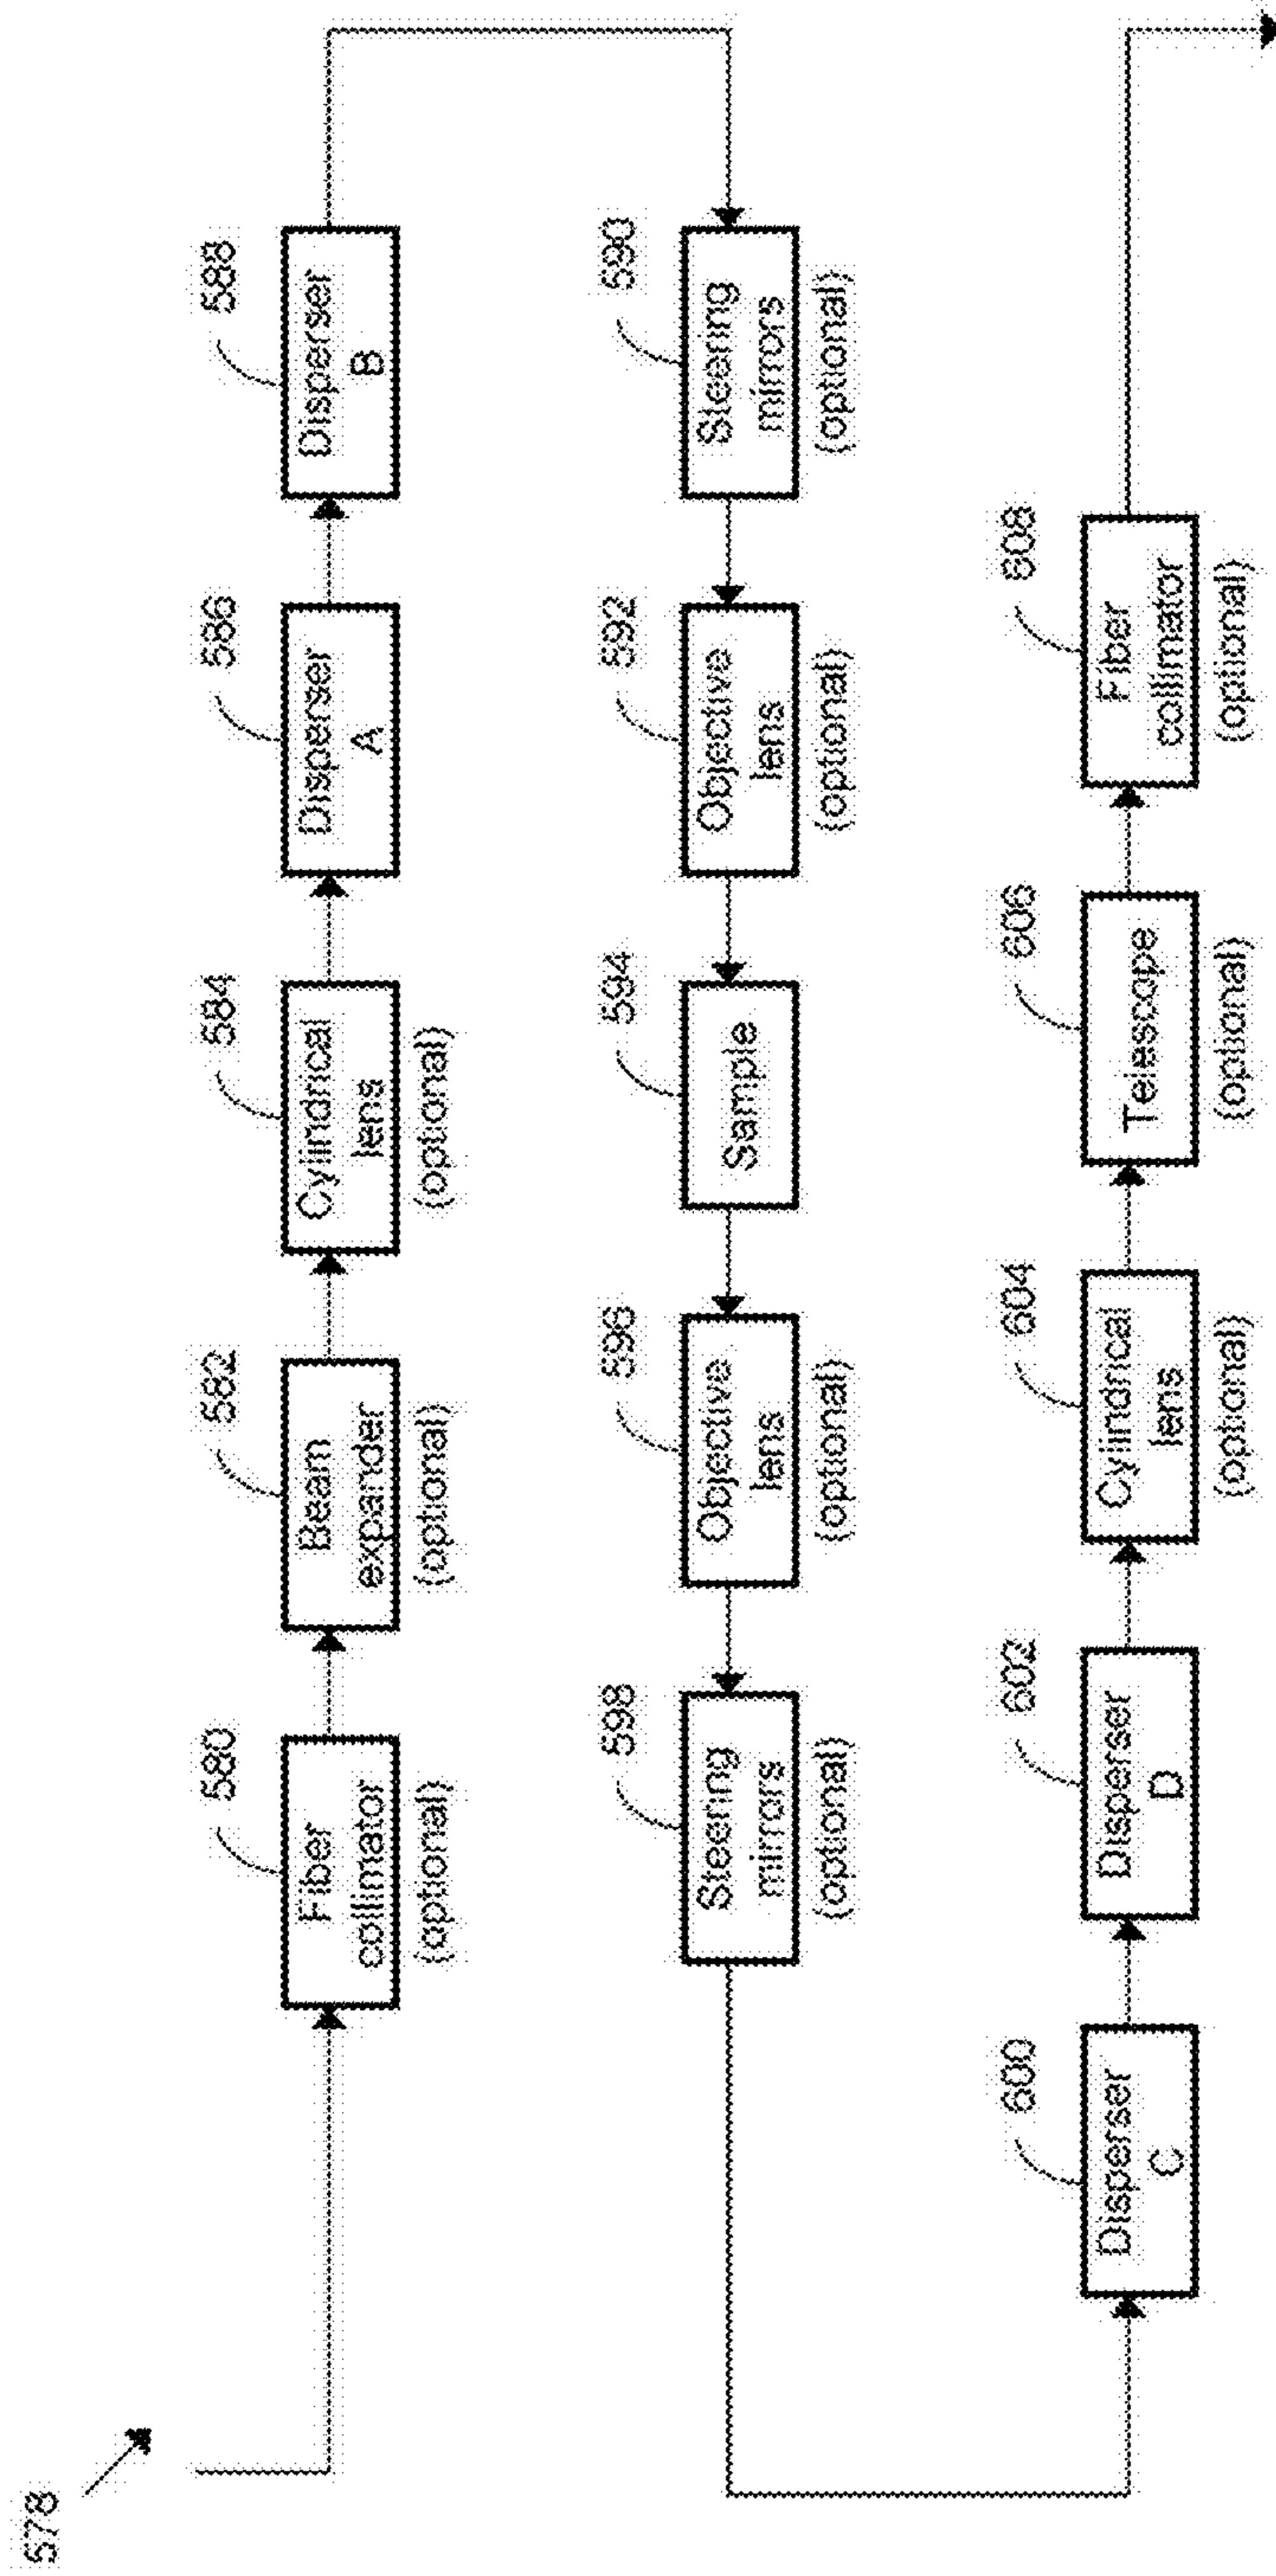 578
580
Fiber
collimator
(optional)
582
Beam
expander
(optional)
584
Cylindrical
lens
(optional)
586
Disperser
A
588
Disperser
B
590
Steering
mirrors
(optional)
592
Objective
lens
(optional)
594
Sample
596
Objective
lens
(optional)
598
Steering
mirrors
(optional)
600
Disperser
C
602
Disperser
D
604
Cylindrical
lens
(optional)
606
Telescope
(optional)
608
Fiber
collimator
(optional)